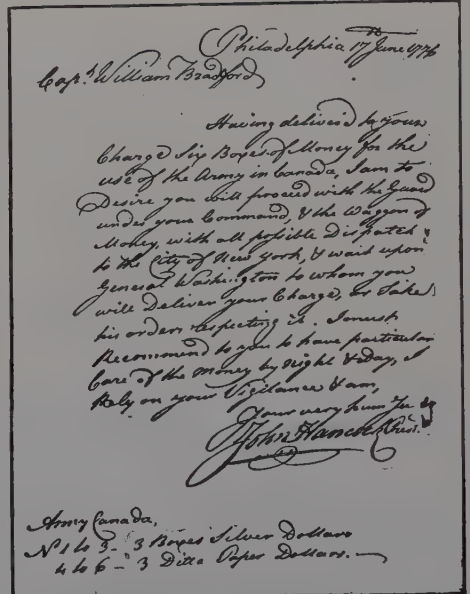 Philadelphia 17th June 1776
Capt. William Bradford,
Having deliver'd to your
Charge Six Boxes of Money for the
use of the Army in Canada, I am to
Desire you will proceed with the Guard
under your Command, & the Waggon of
Money, with all possible Dispatch
to the City of New York, & wait upon
General Washington to whom you
will Deliver your Charge, or Take
his orders respecting it. I must
Recommend to you to have particular
Care of the Money by Night & day, I
Rely on your Vigilance & am,
Your very hum
John Hancock Presi.
Army Canada,
No. 1 to 3 - 3 Boxes Silver Dollars
4 to 6 - 3 Ditto Paper Dollars.